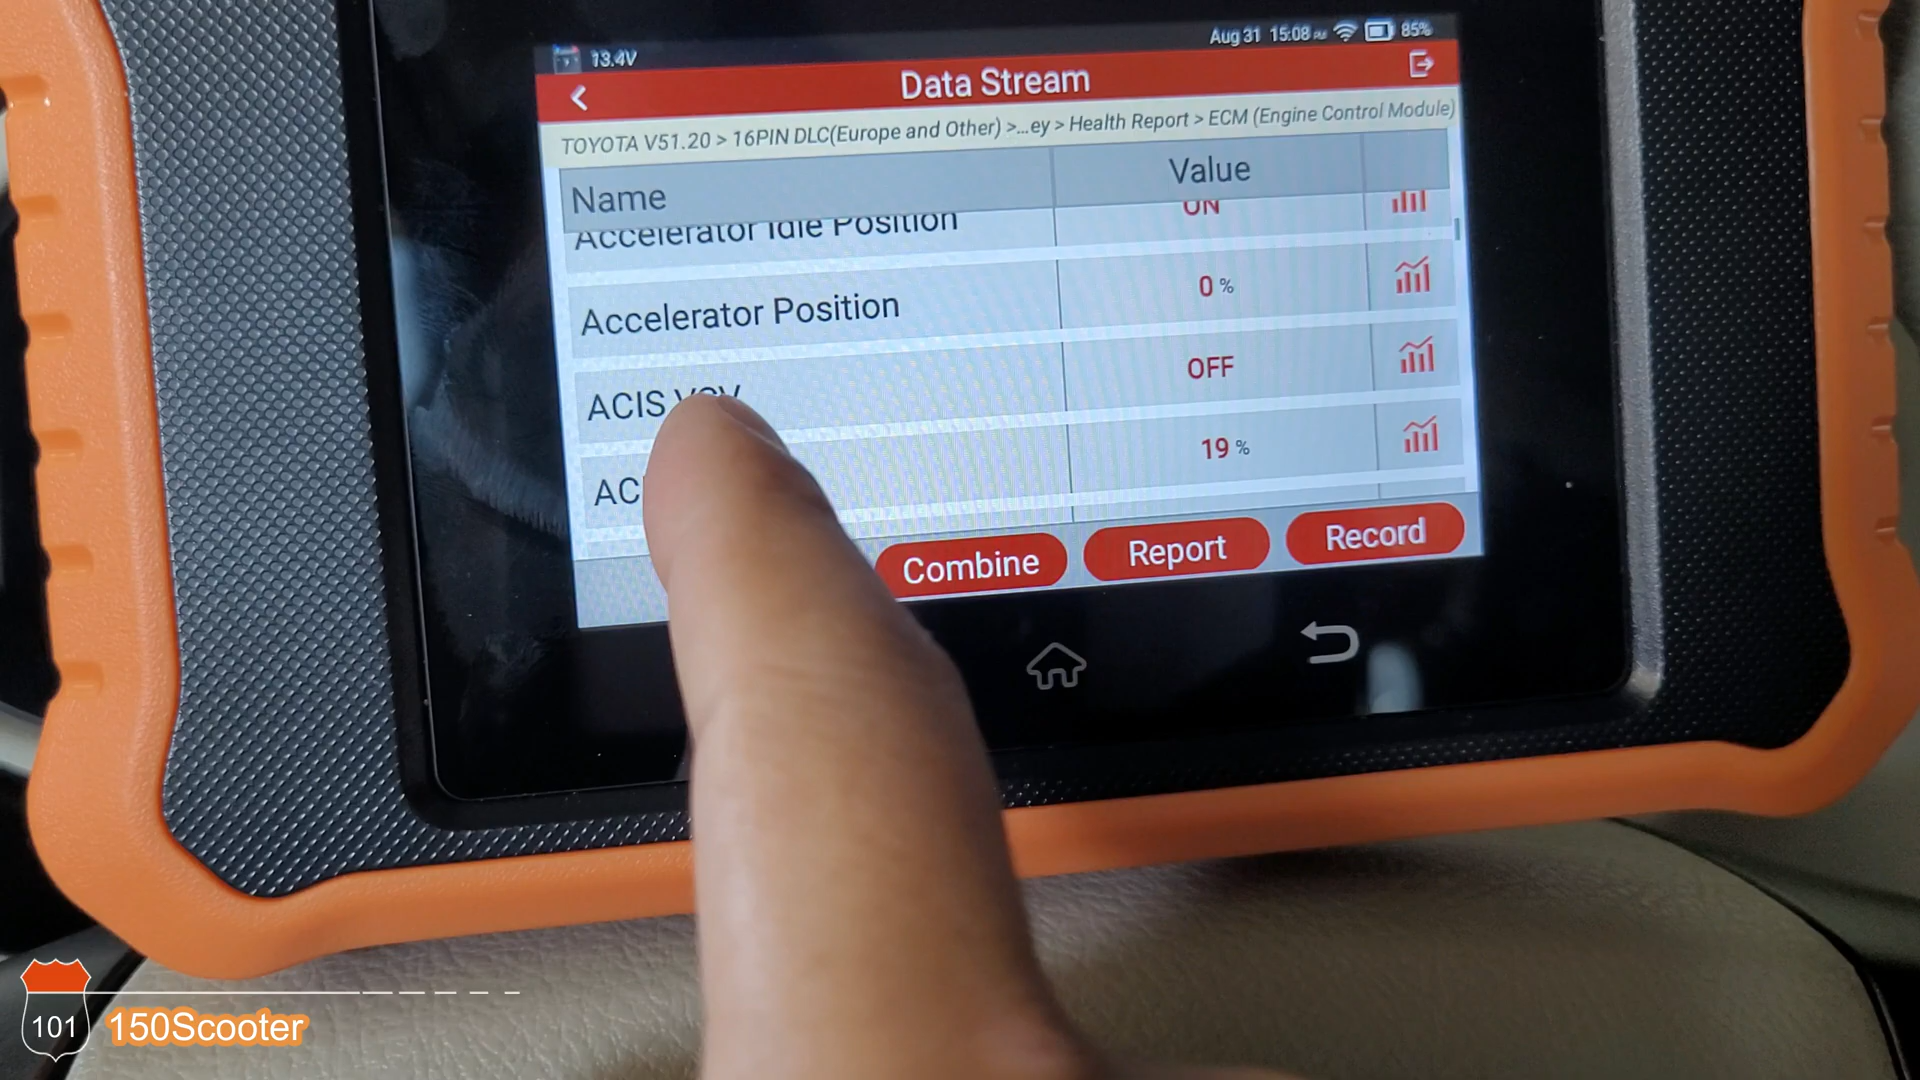 13.4V
Aug 31 15:08 PM 85%
Data Stream
TOYOTA V51.20 > 16PIN DLC(Europe and Other) >...ey > Health Report > ECM (Engine Control Module)
Name Value
Accelerator Idle Position ON
Accelerator Position 0 %
ACIS VSV OFF
19 %
Combine Report Record
101
150Scooter